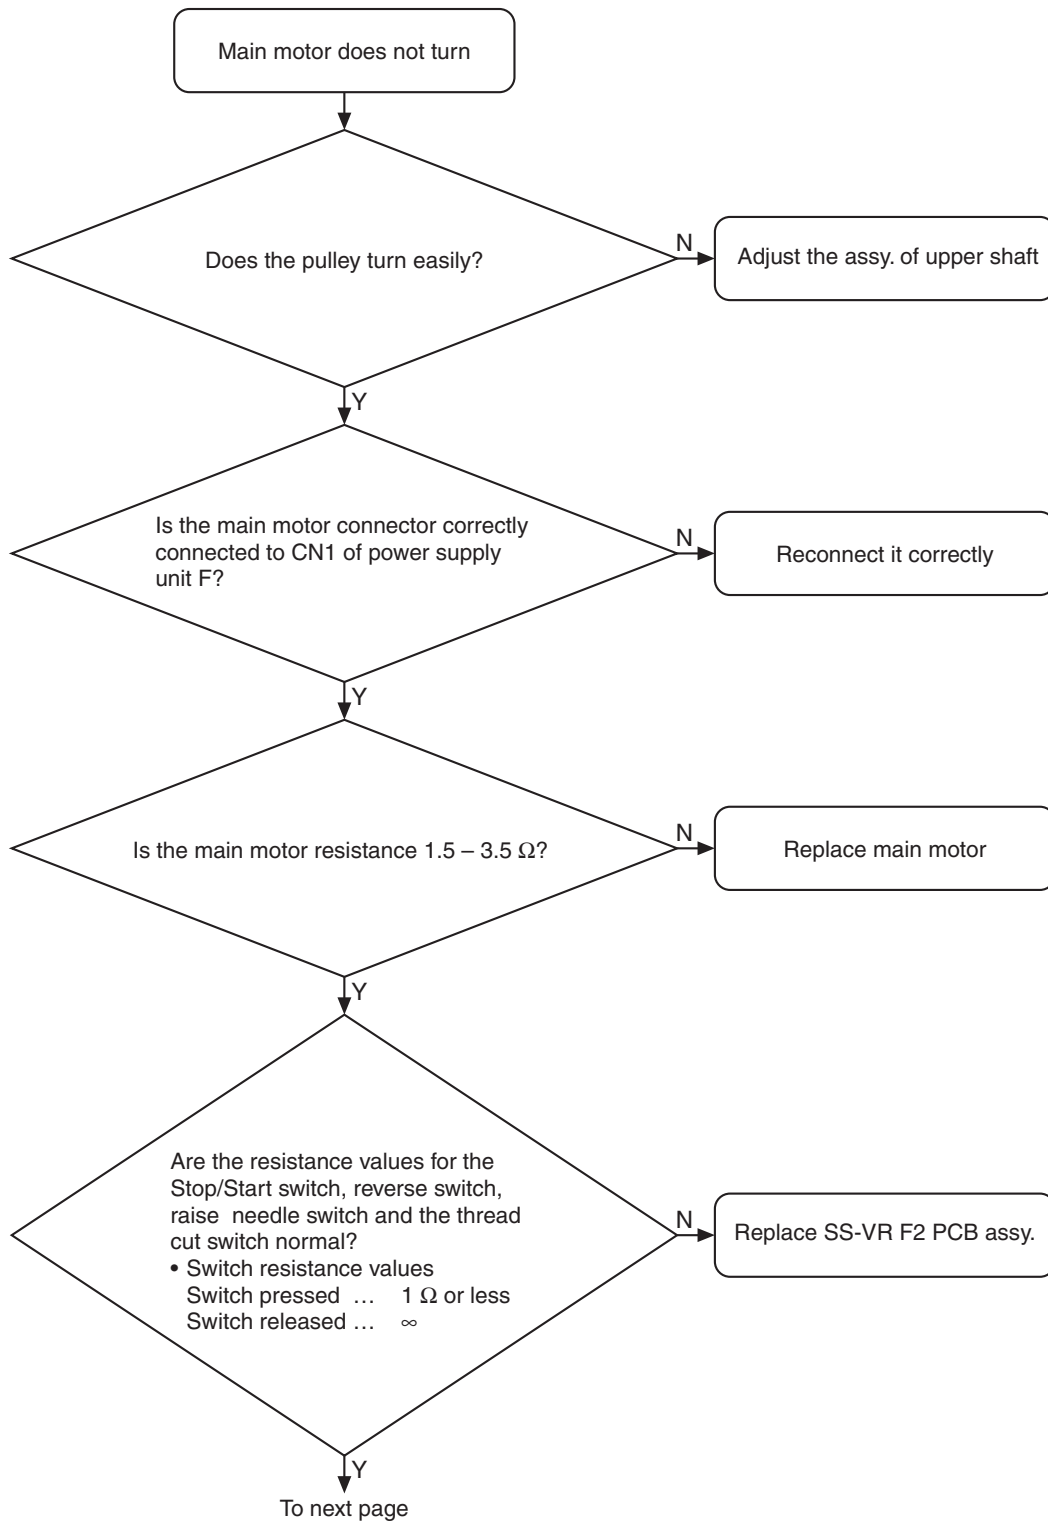 Main motor does not turn
Does the pulley turn easily?
N
Adjust the assy. of upper shaft
Y
Is the main motor connector correctly
connected to CN1 of power supply
unit F?
N
Reconnect it correctly
Y
Is the main motor resistance 1.5 – 3.5 Ω?
N
Replace main motor
Y
Are the resistance values for the
Stop/Start switch, reverse switch,
raise needle switch and the thread
cut switch normal?
• Switch resistance values
Switch pressed … 1 Ω or less
Switch released … ∞
N
Replace SS-VR F2 PCB assy.
Y
To next page